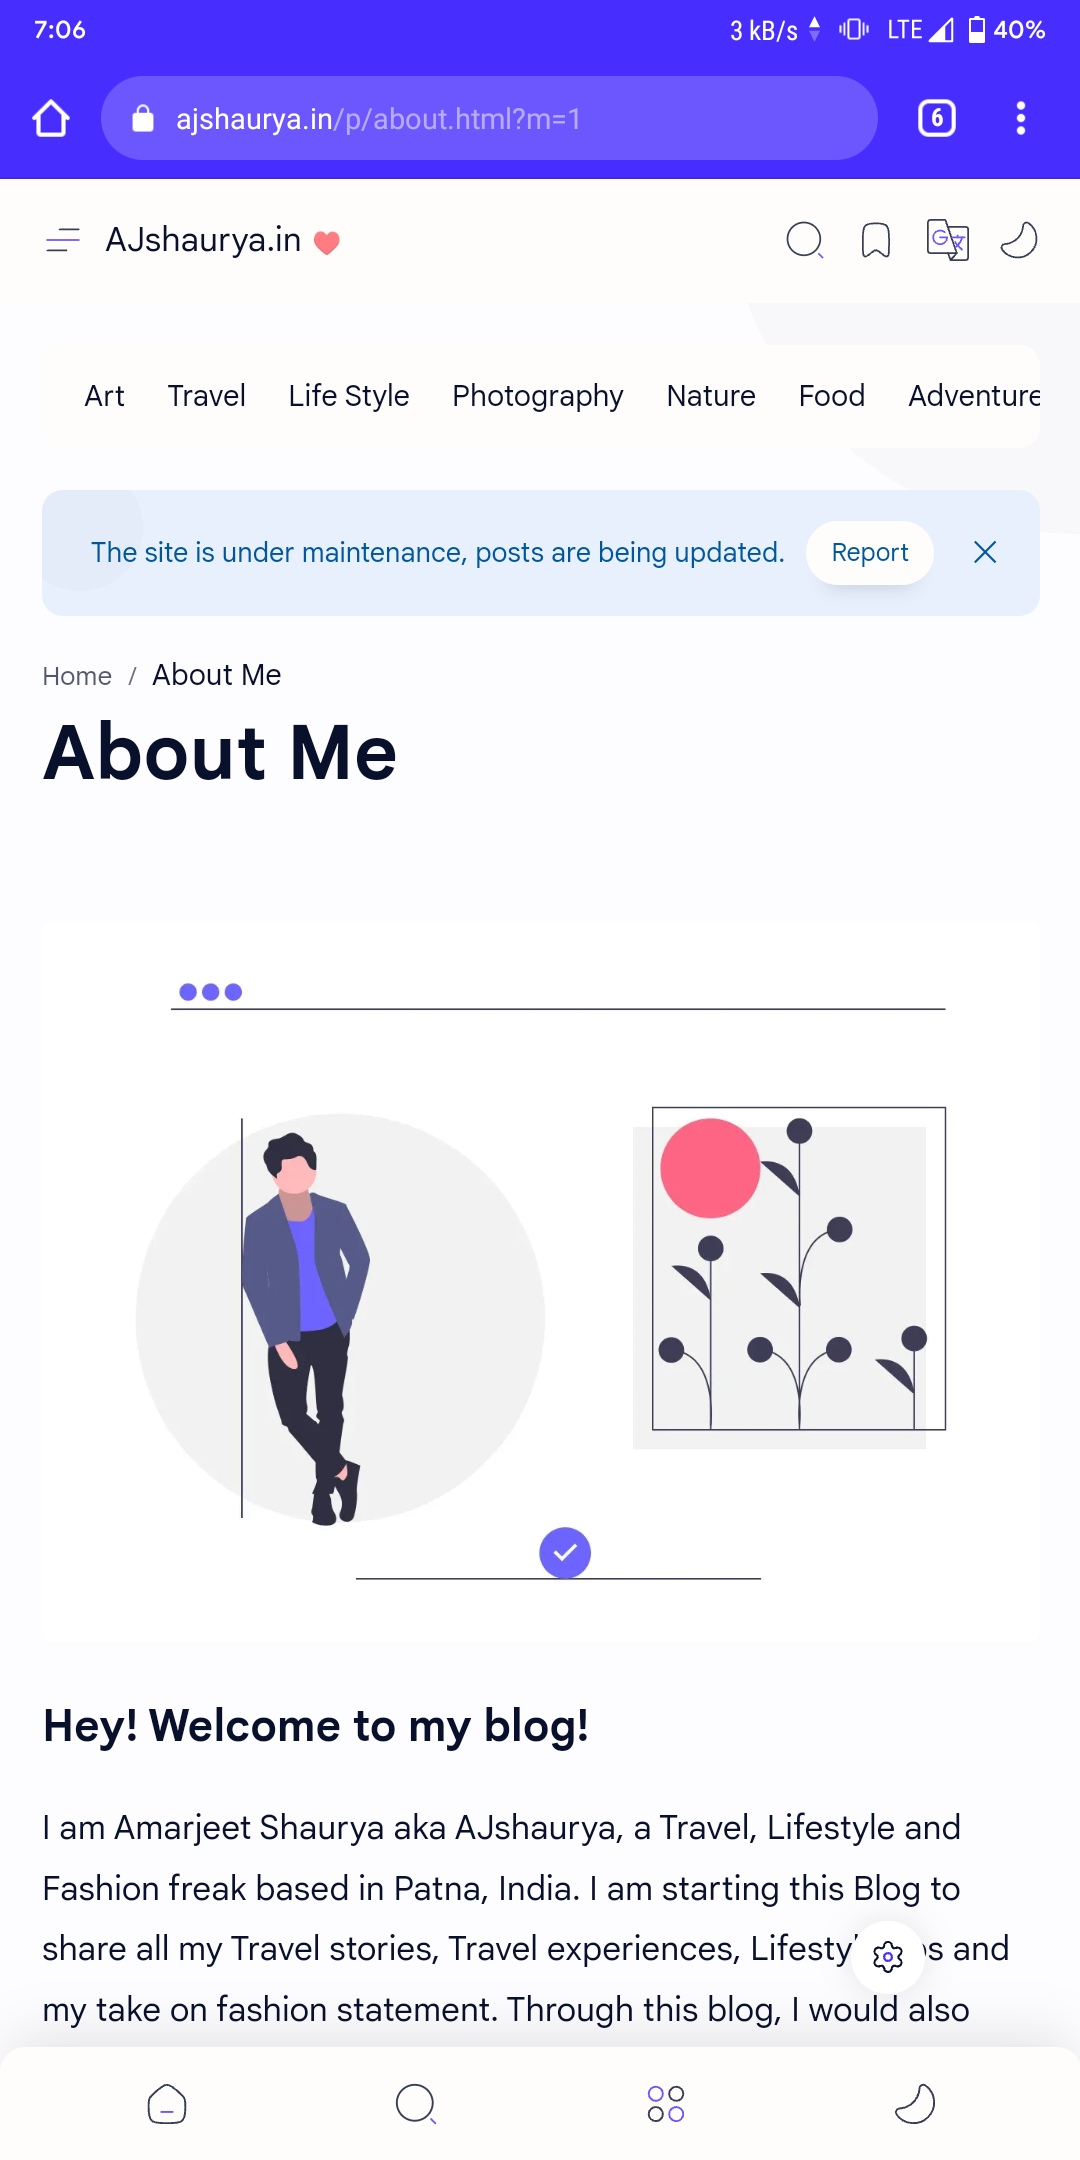 7:06
3 kB/s
LTE
40%
ajshaurya.in/p/about.html?m=1
6
AJshaurya.in
G文
Art Travel Life Style Photography Nature Food Adventure
The site is under maintenance, posts are being updated. Report
Home / About Me
About Me
Hey! Welcome to my blog!
I am Amarjeet Shaurya aka AJshaurya, a Travel, Lifestyle and
Fashion freak based in Patna, India. I am starting this Blog to
share all my Travel stories, Travel experiences, and
my take on fashion statement. Through this blog, I would also